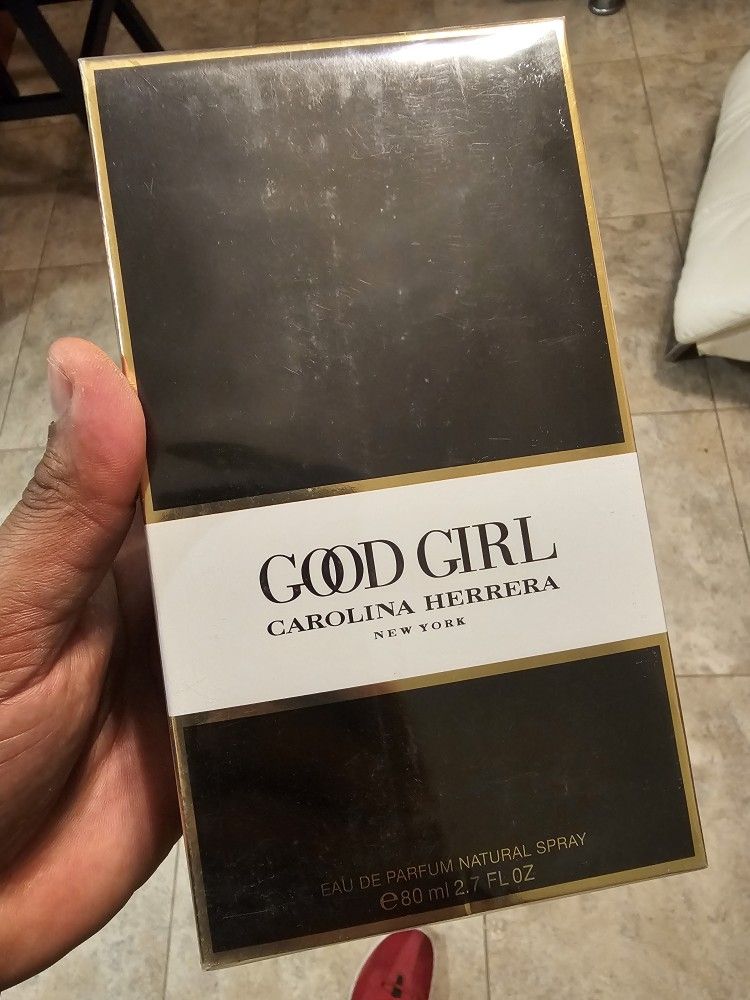 GOOD GIRL
CAROLINA HERRERA
NEW YORK
EAU DE PARFUM NATURAL SPRAY
℮80 ml 2.7 FL OZ